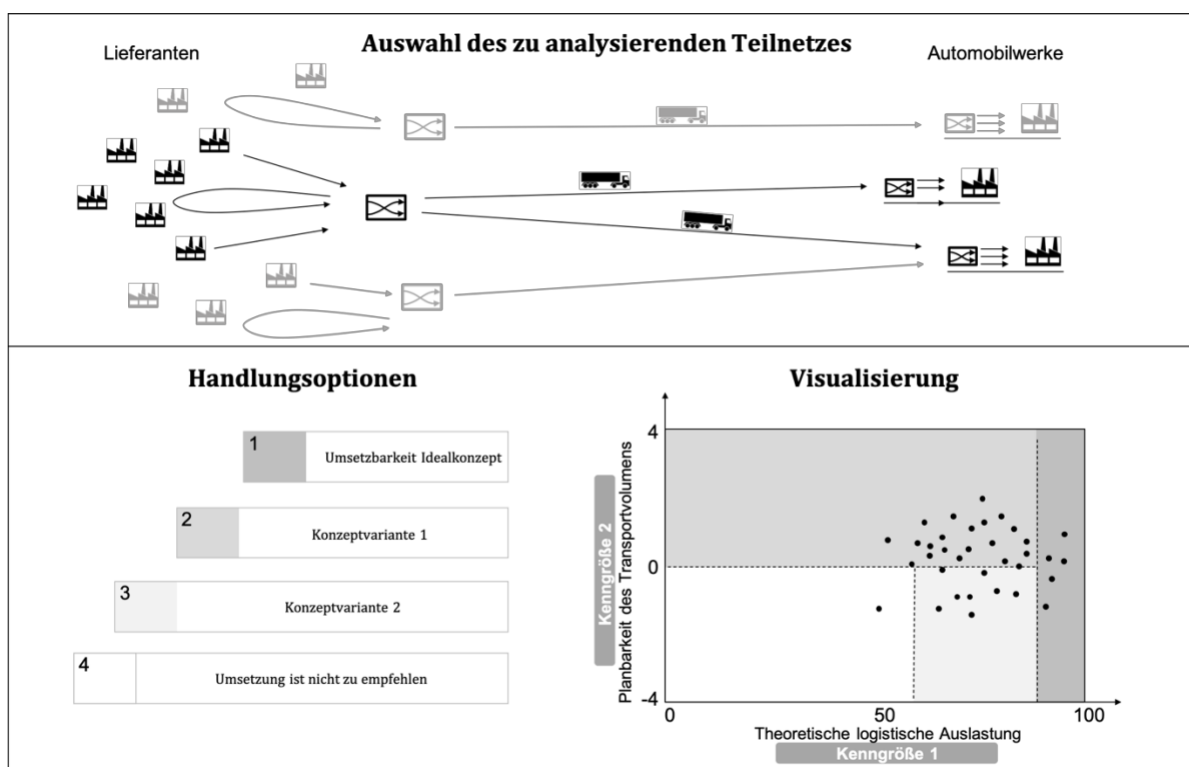 Auswahl des zu analysierenden Teilnetzes
Lieferanten
Automobilwerke
Handlungsoptionen
1
Umsetzbarkeit Idealkonzept
2
Konzeptvariante 1
3
Konzeptvariante 2
4
Umsetzung ist nicht zu empfehlen
Visualisierung
Kenngröße 2
Planbarkeit des Transportvolumens
4
0
-4
0
50
100
Theoretische logistische Auslastung
Kenngröße 1